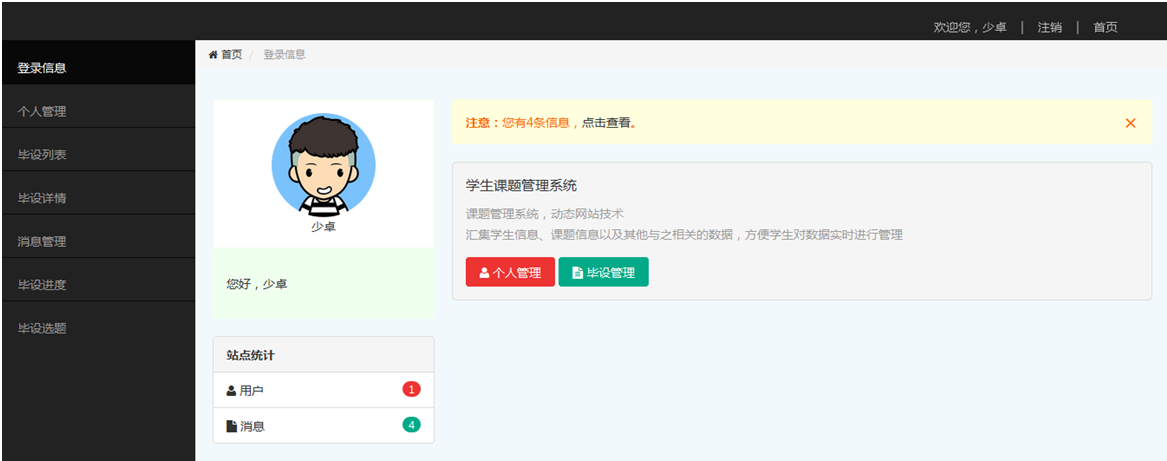 欢迎您，少卓 | 注销 | 首页
登录信息
个人管理
毕设列表
毕设详情
消息管理
毕设进度
毕设选题
首页 / 登录信息
少卓
您好，少卓
站点统计
用户 1
消息 4
注意：您有4条信息，点击查看。 ×
学生课题管理系统
课题管理系统，动态网站技术
汇集学生信息、课题信息以及其他与之相关的数据，方便学生对数据实时进行管理
个人管理 毕设管理